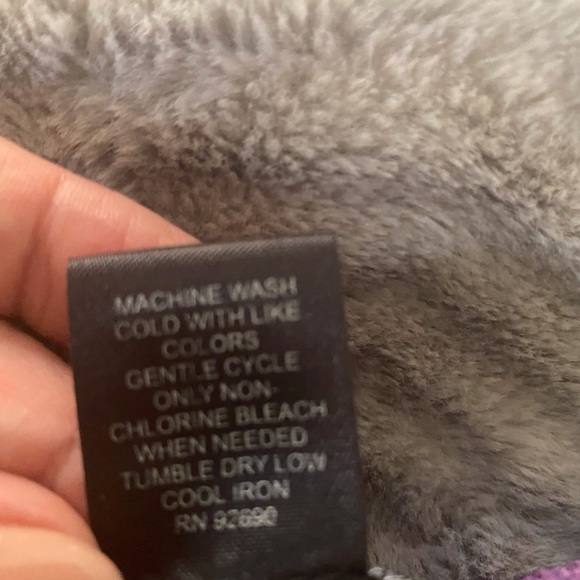 MACHINE WASH
COLD WITH LIKE
COLORS
GENTLE CYCLE
ONLY NON-
CHLORINE BLEACH
WHEN NEEDED
TUMBLE DRY LOW
COOL IRON
RN